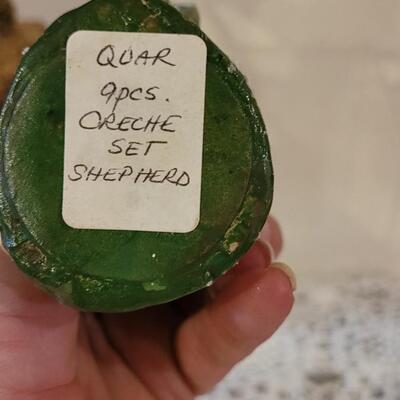 QUAR
9pcs.
CRECHE
SET
SHEPHERD